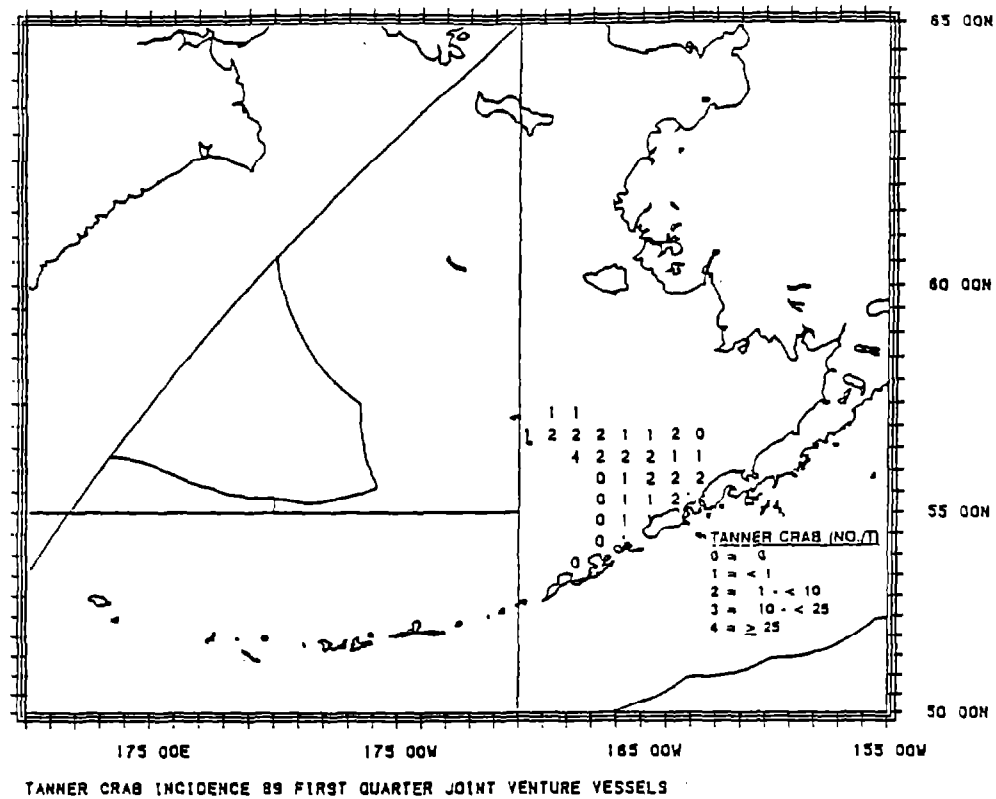 65 00N
60 00N
1 1
1 2 2 2 1 1 2 0
4 2 2 2 1 1
0 1 2 2 2
0 1 1 2
55 00N
0 1
0 1
0
TANNER CRAB (NO./T)
0 = 0
1 = < 1
2 = 1 - < 10
3 = 10 - < 25
4 = ≥ 25
50 00N
175 00E 175 00W 165 00W 155 00W
TANNER CRAB INCIDENCE 89 FIRST QUARTER JOINT VENTURE VESSELS